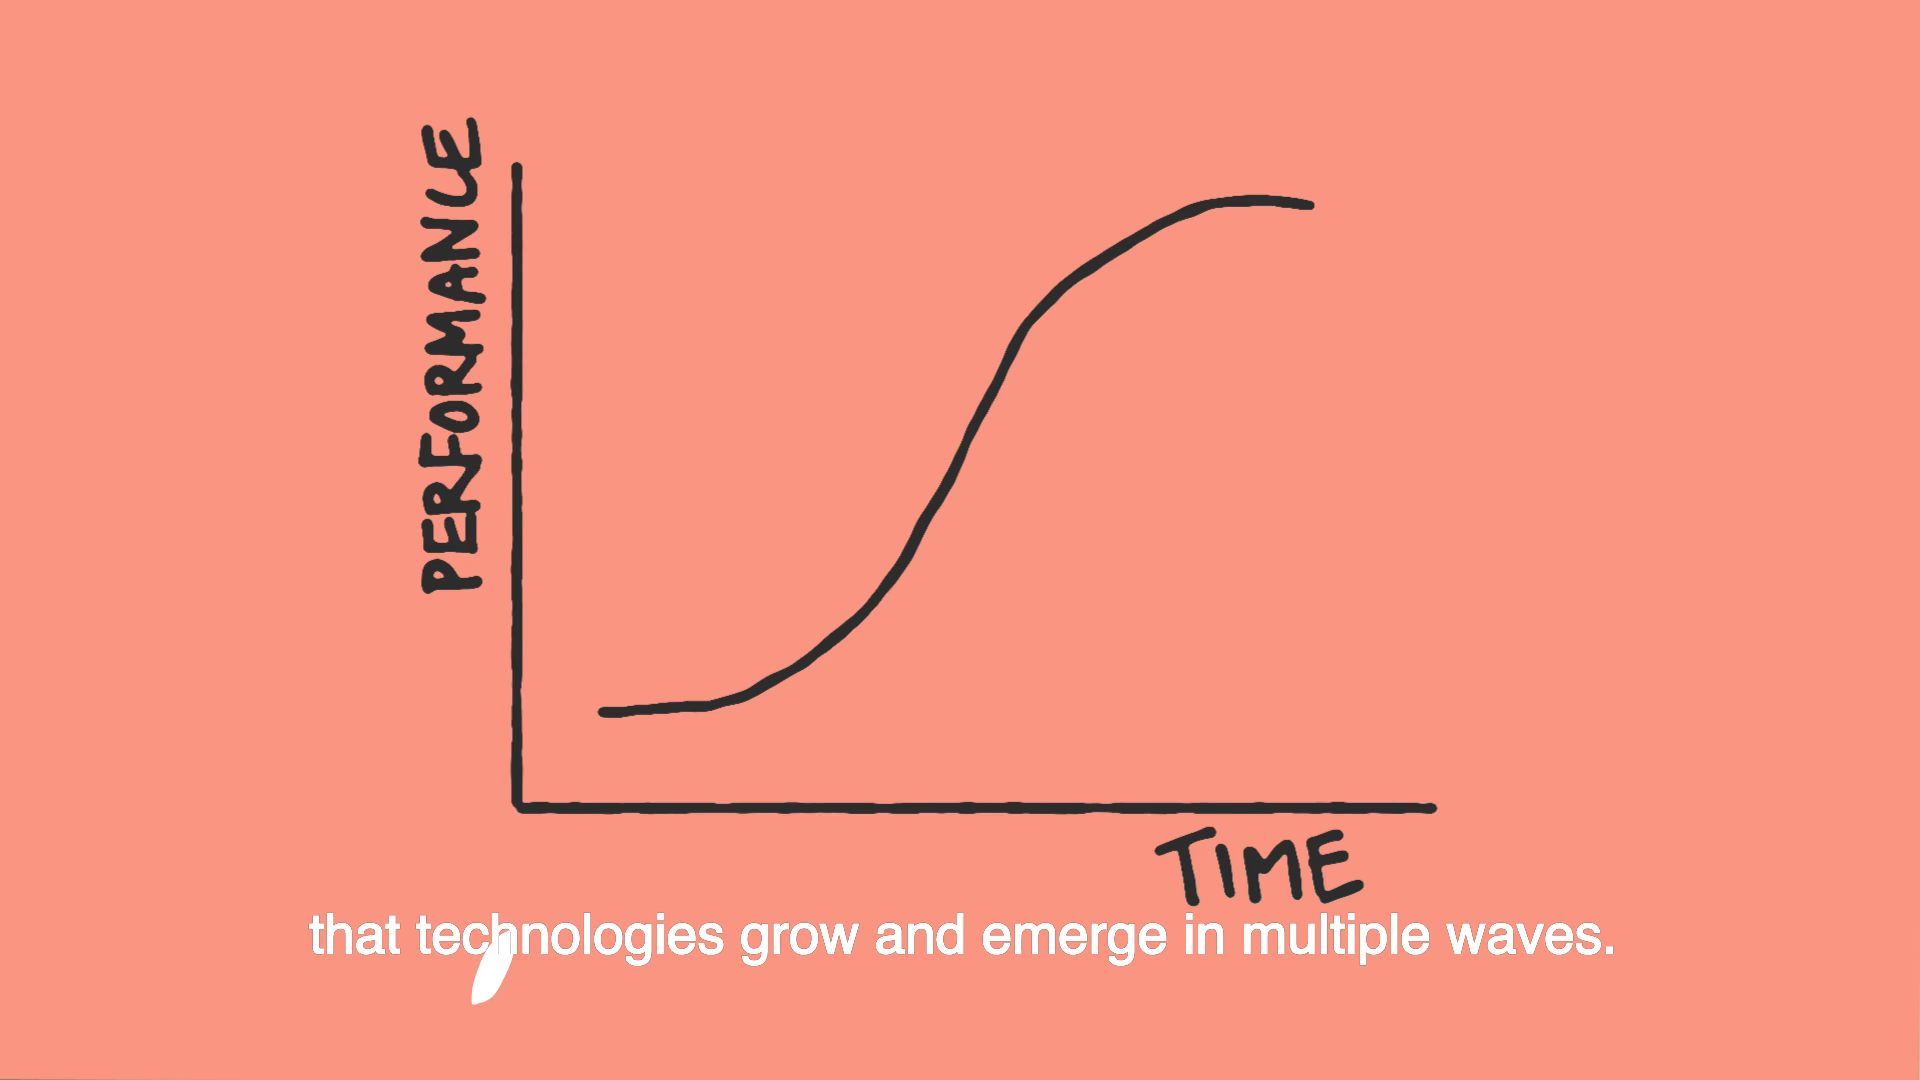 PERFORMANCE
TIME
that technologies grow and emerge in multiple waves.